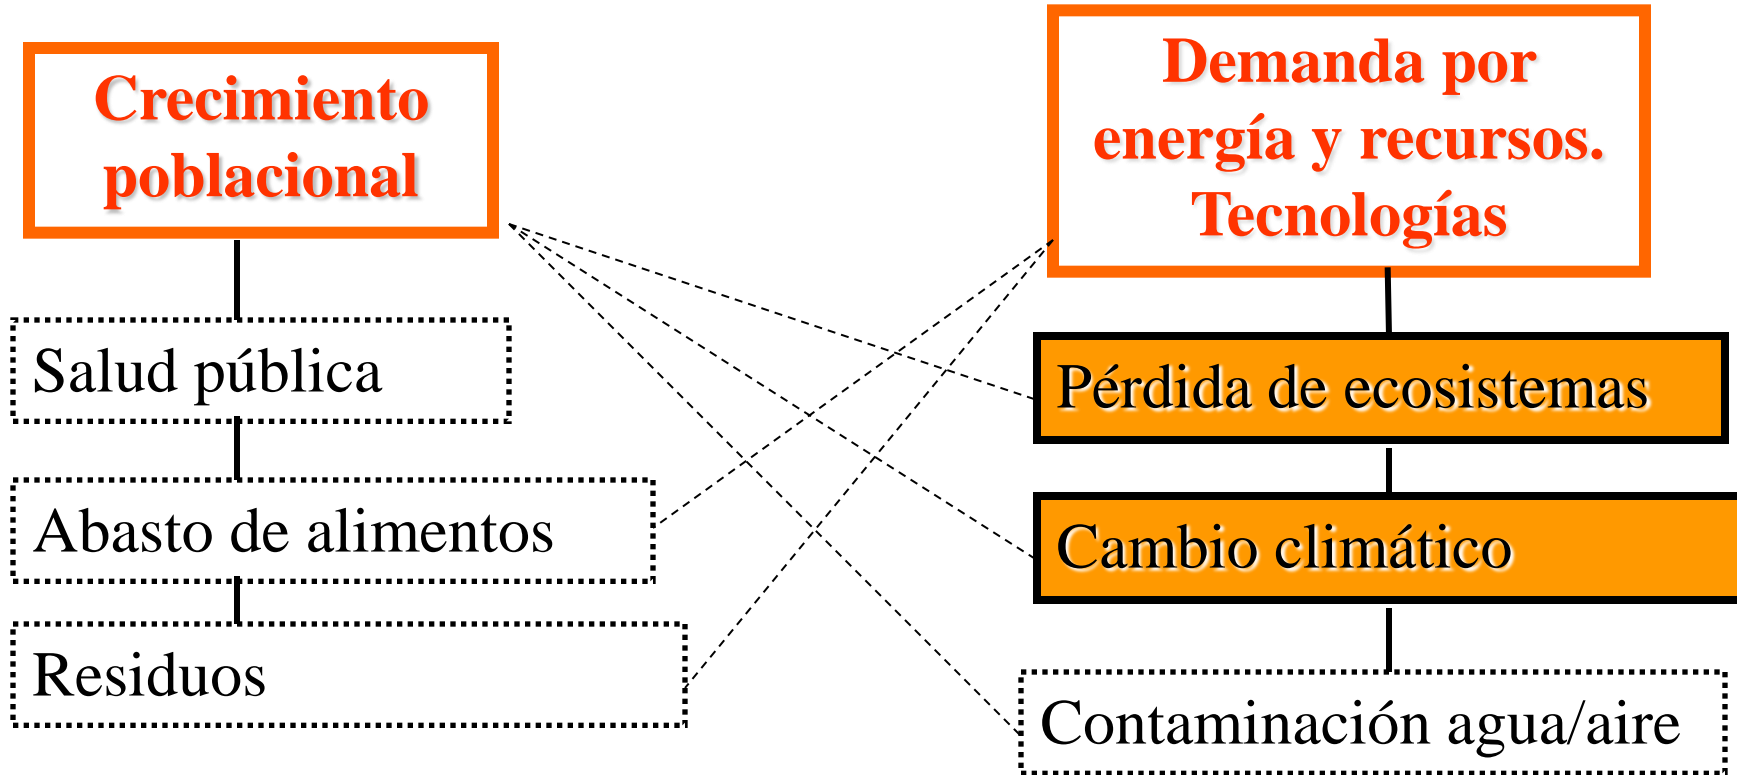 Crecimiento
poblacional
Salud pública
Abasto de alimentos
Residuos
Demanda por
energía y recursos.
Tecnologías
Pérdida de ecosistemas
Cambio climático
Contaminación agua/aire